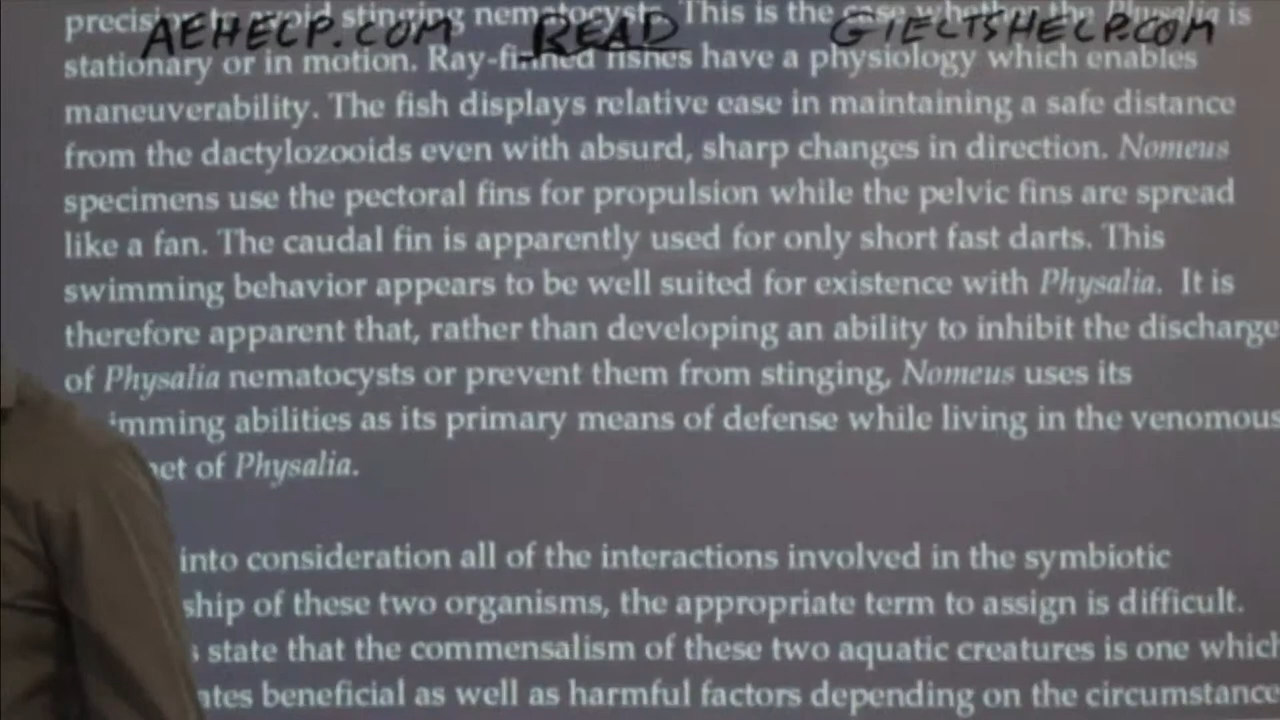 AEHELP.COM READ GIELTSHELP.COM
precision to avoid stinging nematocysts. This is the case whether the Physalia is
stationary or in motion. Ray-finned fishes have a physiology which enables
maneuverability. The fish displays relative ease in maintaining a safe distance
from the dactylozooids even with absurd, sharp changes in direction. Nomeus
specimens use the pectoral fins for propulsion while the pelvic fins are spread
like a fan. The caudal fin is apparently used for only short fast darts. This
swimming behavior appears to be well suited for existence with Physalia. It is
therefore apparent that, rather than developing an ability to inhibit the discharge
of Physalia nematocysts or prevent them from stinging, Nomeus uses its
imming abilities as its primary means of defense while living in the venomous
et of Physalia.
into consideration all of the interactions involved in the symbiotic
ship of these two organisms, the appropriate term to assign is difficult.
state that the commensalism of these two aquatic creatures is one which
ates beneficial as well as harmful factors depending on the circumstance